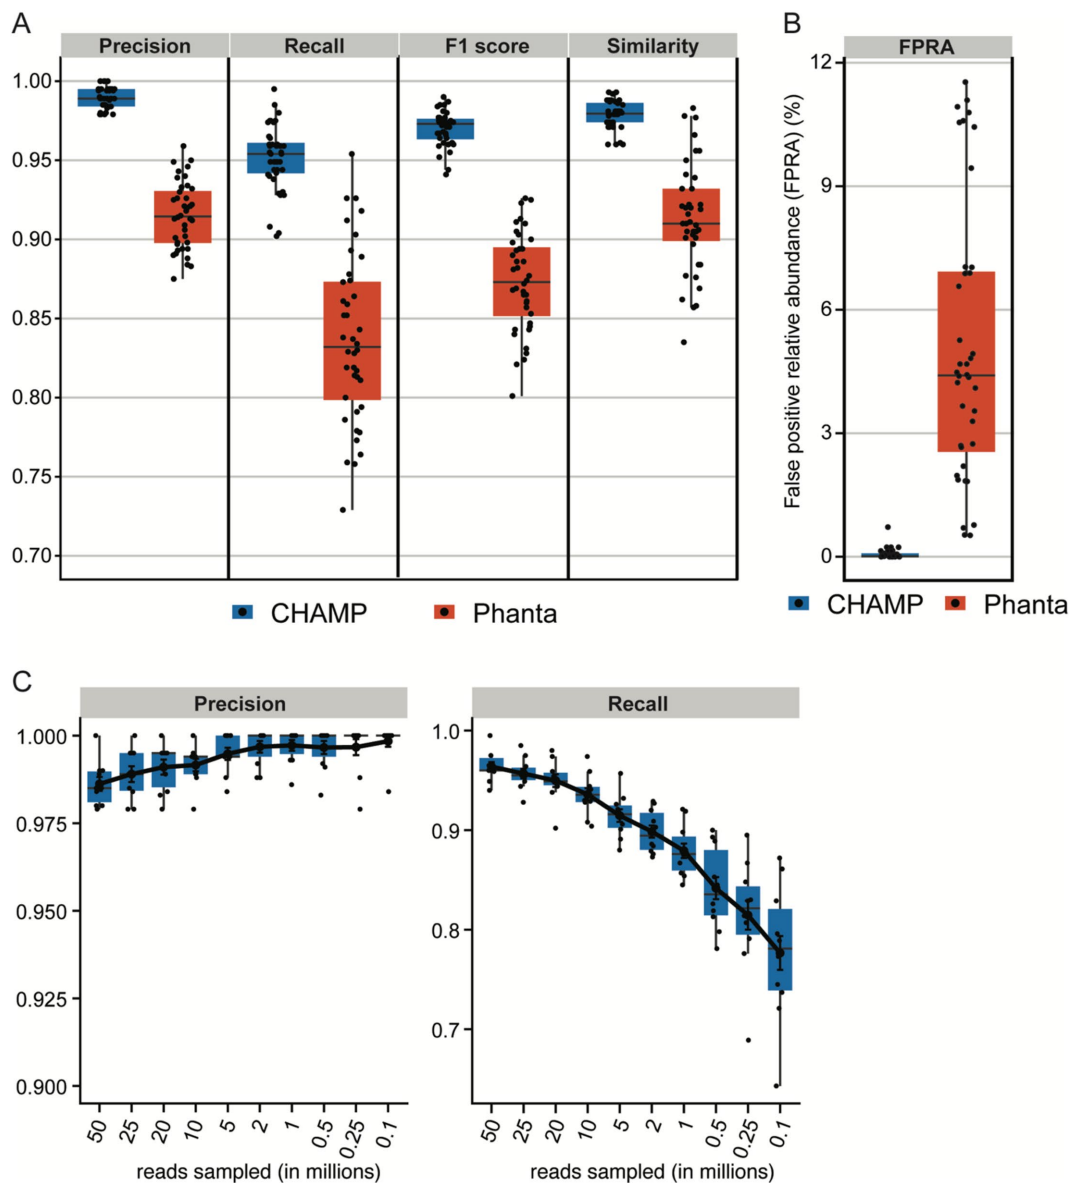 A
Precision Recall F1 score Similarity
1.00
0.95
0.90
0.85
0.80
0.75
0.70
CHAMP Phanta
B
FPRA
False positive relative abundance (FPRA) (%)
12
9
6
3
0
CHAMP Phanta
C
Precision
1.000
0.975
0.950
0.925
0.900
50 25 20 10 5 2 1 0.5 0.25 0.1
reads sampled (in millions)
Recall
1.0
0.9
0.8
0.7
50 25 20 10 5 2 1 0.5 0.25 0.1
reads sampled (in millions)